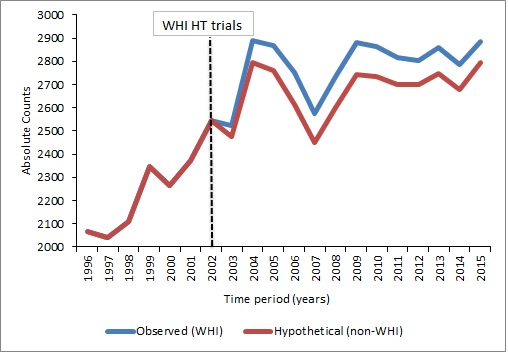 WHI HT trials
3000
2900
2800
2700
2600
2500
2400
2300
2200
2100
2000
Absolute Counts
1996 1997 1998 1999 2000 2001 2002 2003 2004 2005 2006 2007 2008 2009 2010 2011 2012 2013 2014 2015
Time period (years)
Observed (WHI) Hypothetical (non-WHI)